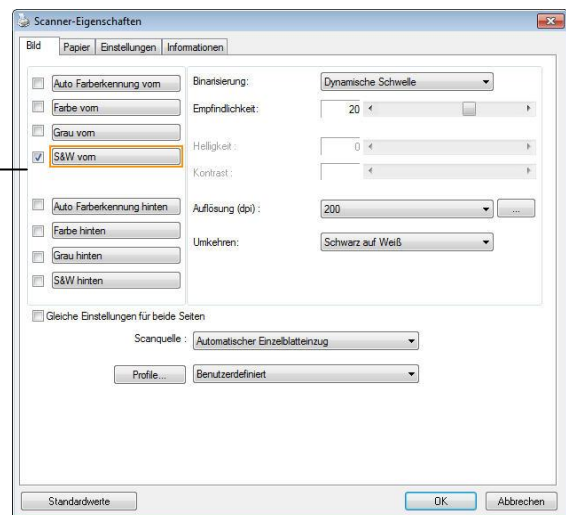 Scanner-Eigenschaften
Bild Papier Einstellungen Informationen
Auto Farberkennung vorn
Farbe vorn
Grau vorn
S&W vorn
Auto Farberkennung hinten
Farbe hinten
Grau hinten
S&W hinten
Binarisierung: Dynamische Schwelle
Empfindlichkeit: 20
Helligkeit : 0
Kontrast :
Auflösung (dpi) : 200 ...
Umkehren: Schwarz auf Weiß
Gleiche Einstellungen für beide Seiten
Scanquelle : Automatischer Einzelblatteinzug
Profile... Benutzerdefiniert
Standardwerte OK Abbrechen